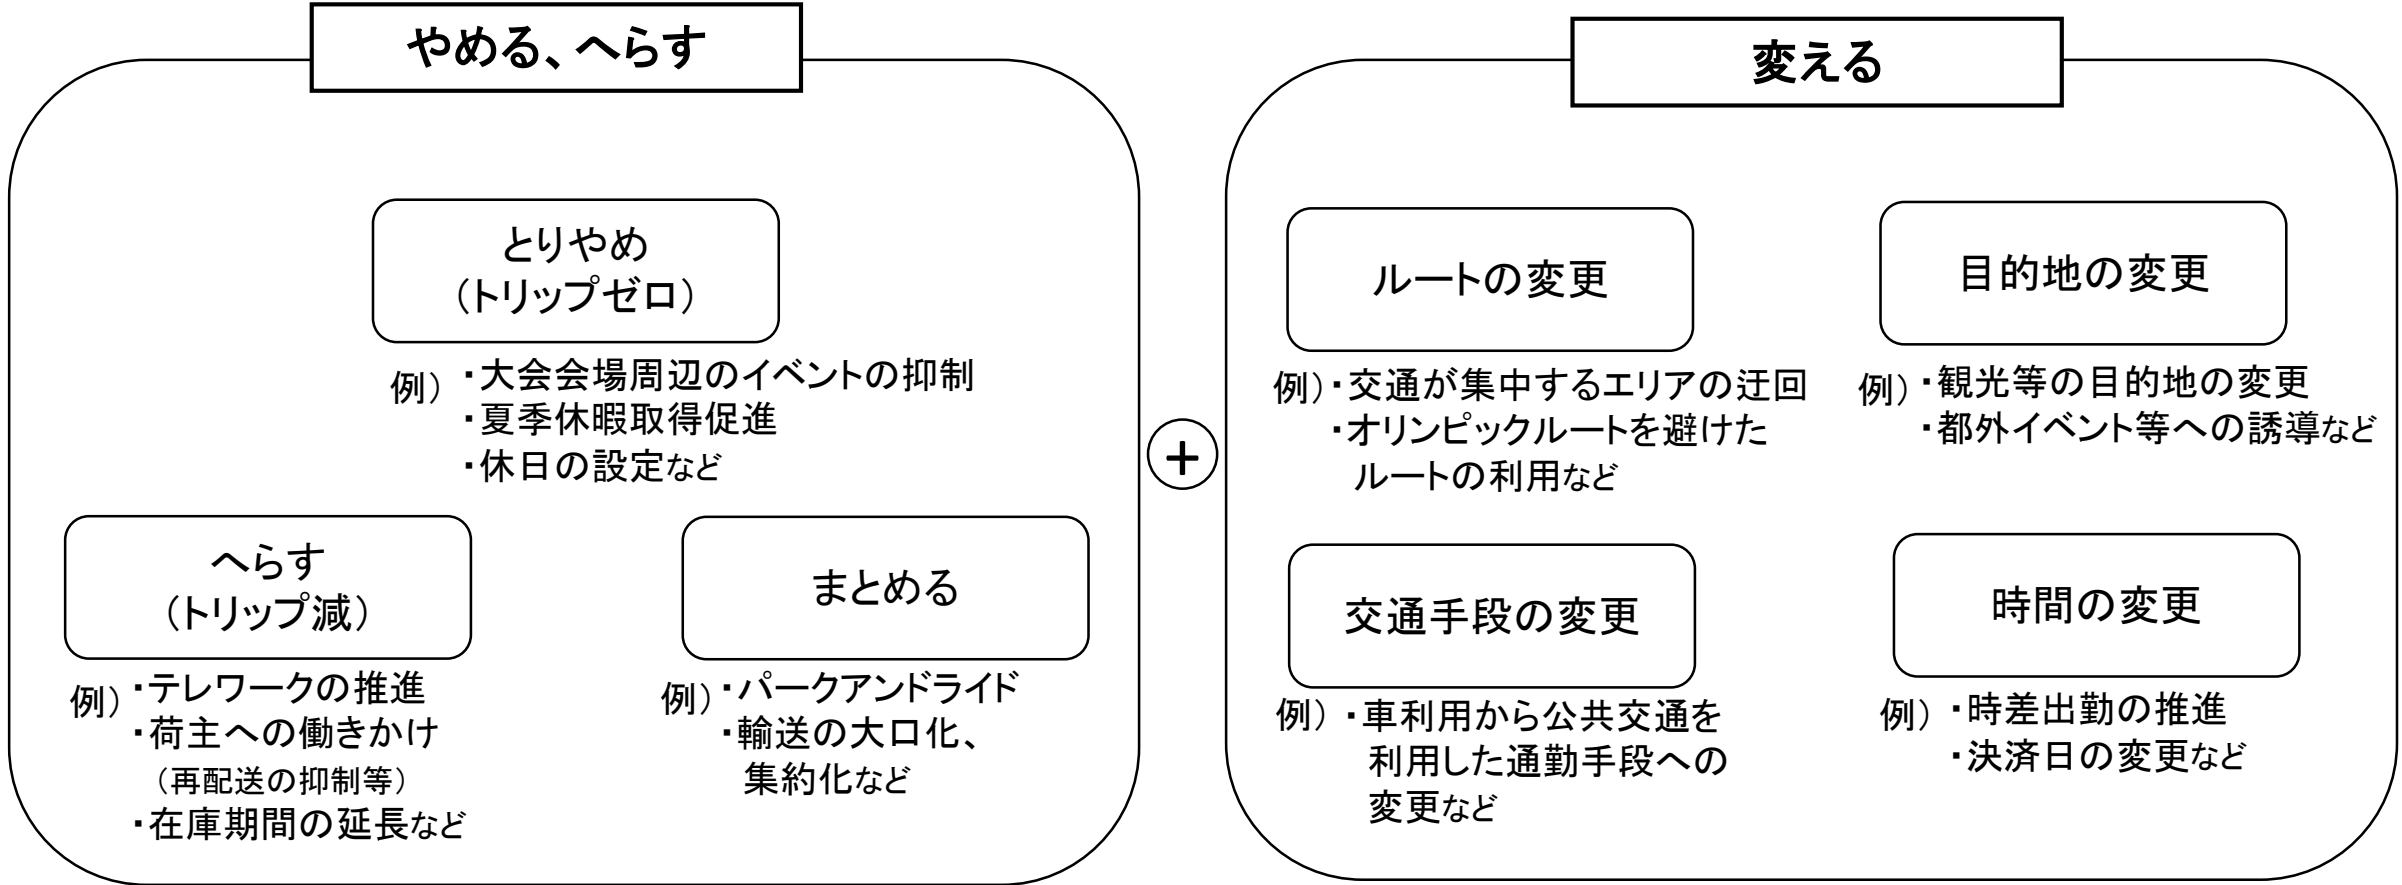 やめる、へらす
とりやめ
（トリップゼロ）
例）・大会会場周辺のイベントの抑制
・夏季休暇取得促進
・休日の設定など
へらす
（トリップ減）
例）・テレワークの推進
・荷主への働きかけ
（再配送の抑制等）
・在庫期間の延長など
まとめる
例）・パークアンドライド
・輸送の大口化、
集約化など
+
変える
ルートの変更
例）・交通が集中するエリアの迂回
・オリンピックルートを避けた
ルートの利用など
目的地の変更
例）・観光等の目的地の変更
・都外イベント等への誘導など
交通手段の変更
例）・車利用から公共交通を
利用した通勤手段への
変更など
時間の変更
例）・時差出勤の推進
・決済日の変更など